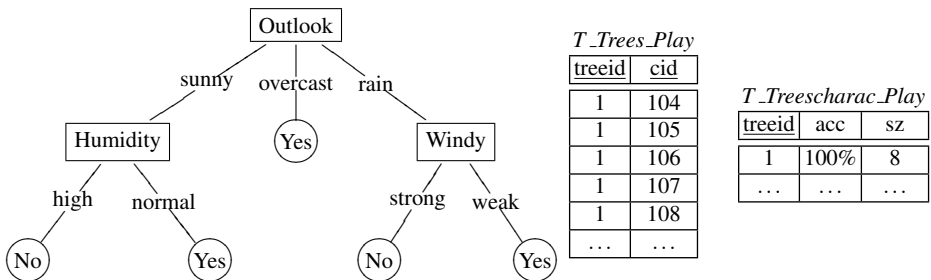 Outlook
sunny overcast rain
Humidity Yes Windy
high normal strong weak
No Yes No Yes
T_Trees_Play
treeid cid
1 104
1 105
1 106
1 107
1 108
... ...
T_Treescharac_Play
treeid acc sz
1 100% 8
... ... ...